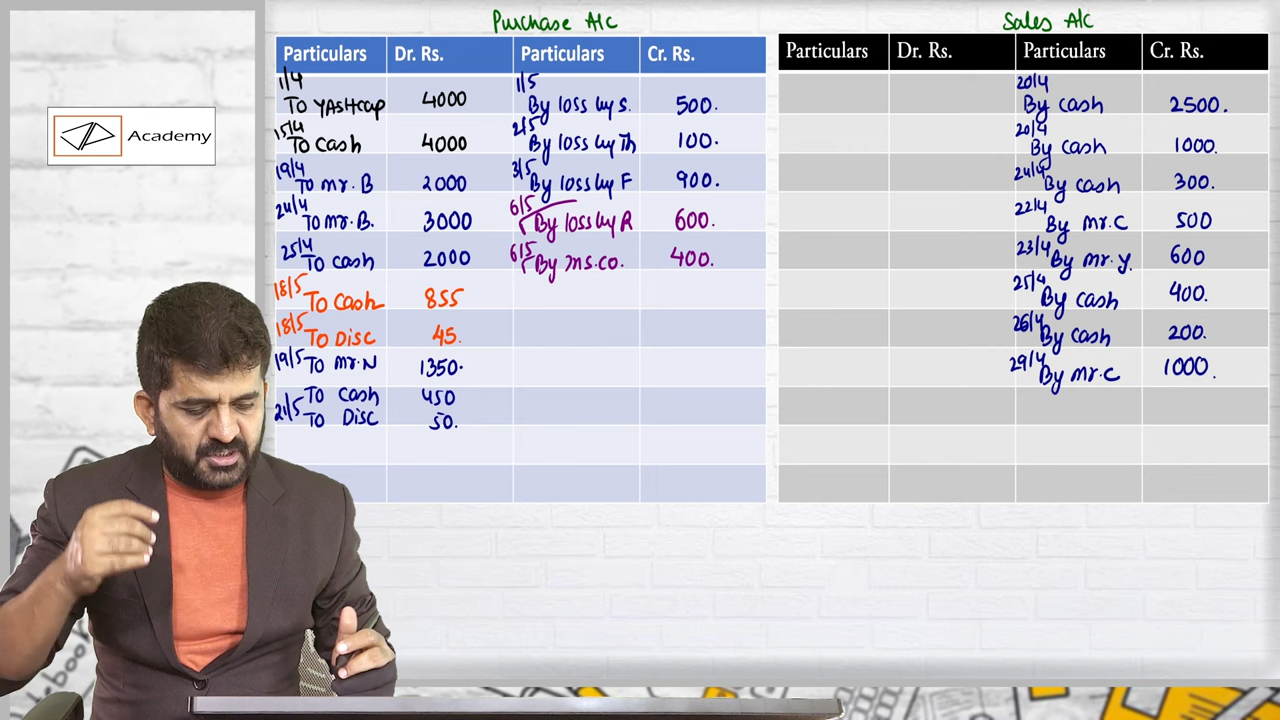 Purchase A/c
Sales A/c
Particulars Dr. Rs. Particulars Cr. Rs.
Particulars Dr. Rs. Particulars Cr. Rs.
Academy
1/4 To YASHcap 4000 1/5 By loss by S. 500.
15/4 To Cash 4000 2/5 By loss by Th 100.
19/4 To mr. B 2000 3/5 By loss by F 900.
24/4 To mr. B. 3000 6/5 By loss by R 600.
25/4 To cash 2000 6/5 By ins.co. 400.
18/5 To Cash 855
18/5 To Disc 45.
19/5 To mr.N 1350.
21/5 To Cash 450
To Disc 50.
20/4 By cash 2500.
20/4 By cash 1000.
24/4 By cash 300.
22/4 By mr.C 500
23/4 By mr.y. 600
25/4 By cash 400.
26/4 By cash 200.
29/4 By mr.C 1000.